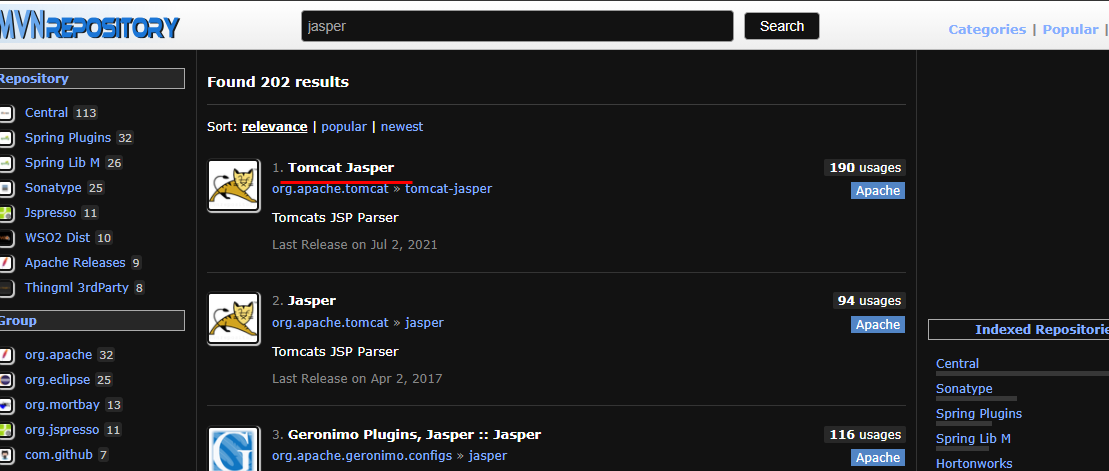 MVNREPOSITORY
jasper
Search
Categories | Popular |
Repository
Central 113
Spring Plugins 32
Spring Lib M 26
Sonatype 25
Jspresso 11
WSO2 Dist 10
Apache Releases 9
Thingml 3rdParty 8
Group
org.apache 32
org.eclipse 25
org.mortbay 13
org.jspresso 11
com.github 7
Found 202 results
Sort: relevance | popular | newest
1. Tomcat Jasper
190 usages
org.apache.tomcat » tomcat-jasper
Apache
Tomcats JSP Parser
Last Release on Jul 2, 2021
2. Jasper
94 usages
org.apache.tomcat » jasper
Apache
Tomcats JSP Parser
Last Release on Apr 2, 2017
3. Geronimo Plugins, Jasper :: Jasper
116 usages
org.apache.geronimo.configs » jasper
Apache
Indexed Repositorie
Central
Sonatype
Spring Plugins
Spring Lib M
Hortonworks